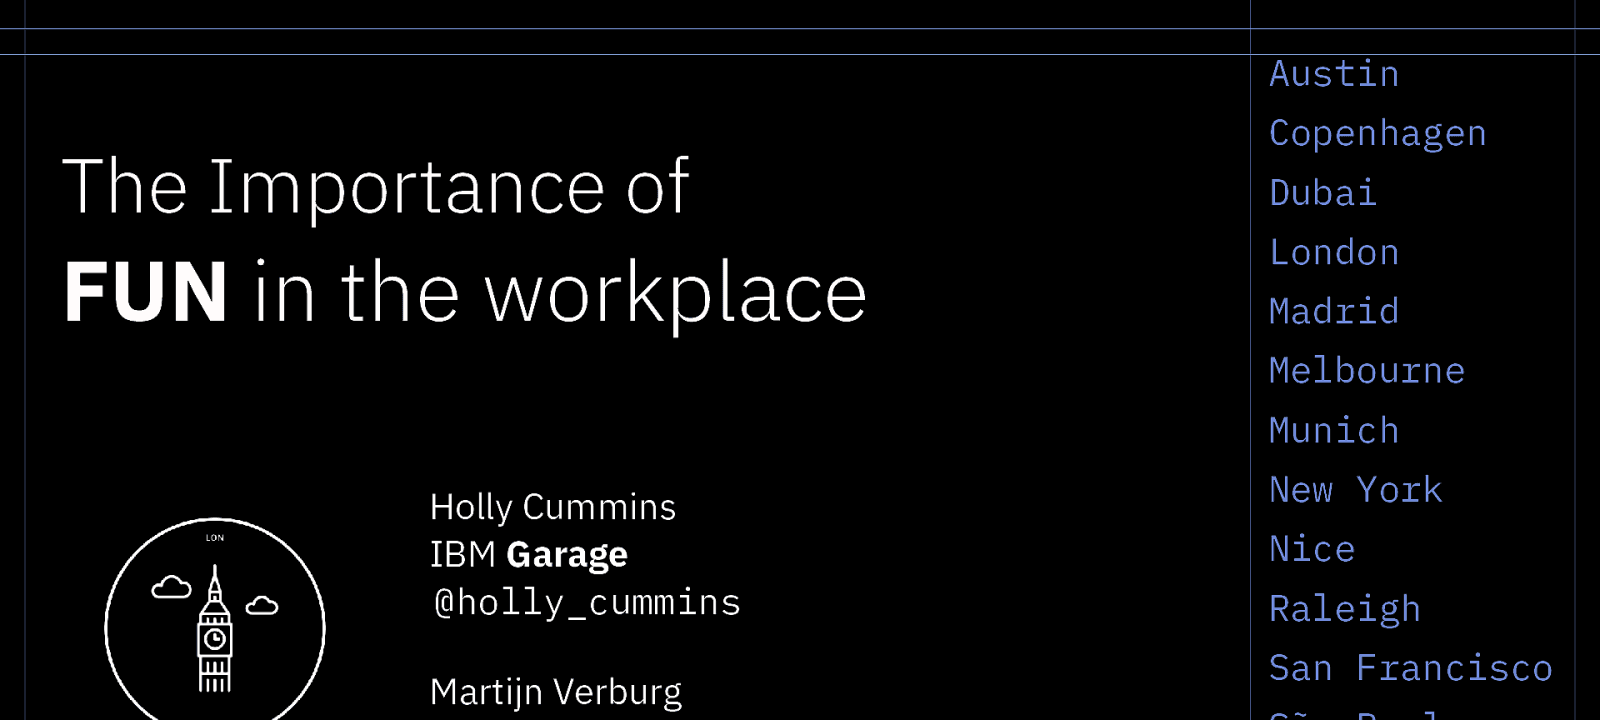 The Importance of
FUN in the workplace
LON
Holly Cummins
IBM Garage
@holly_cummins
Martijn Verburg
Austin
Copenhagen
Dubai
London
Madrid
Melbourne
Munich
New York
Nice
Raleigh
San Francisco